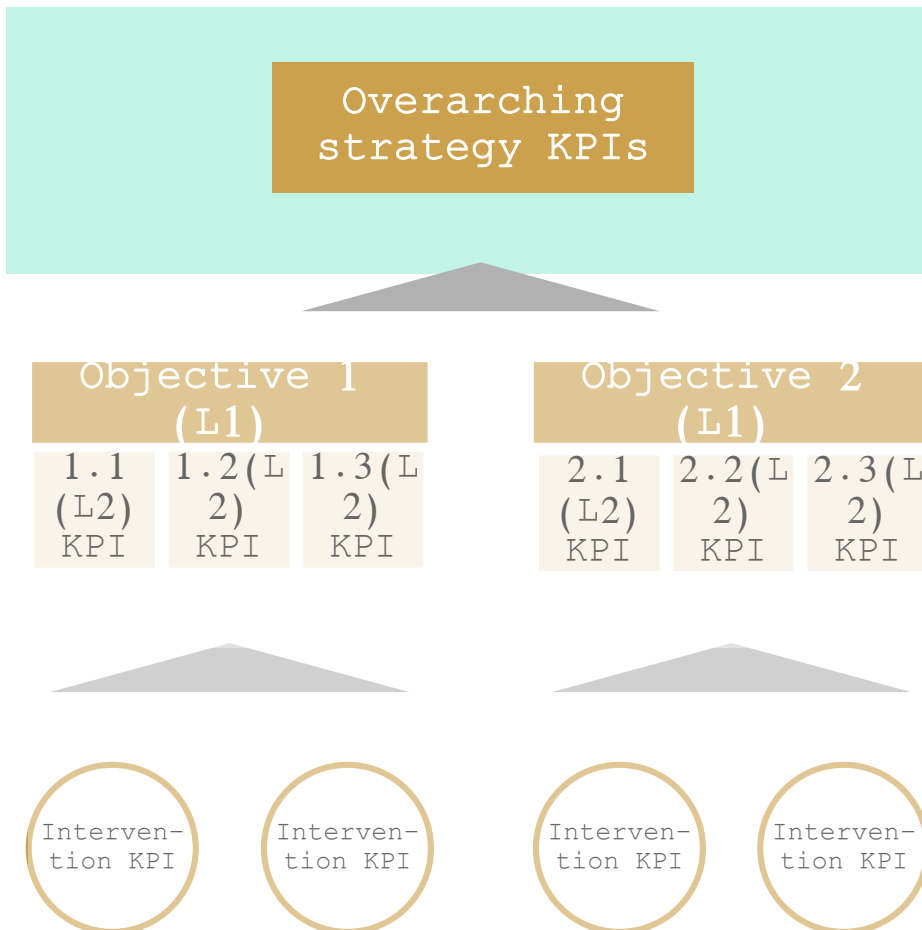 Overarching
strategy KPIs
Objective 1
(L1)
Objective 2
(L1)
1.1
(L2)
KPI
1.2(L
2)
KPI
1.3(L
2)
KPI
2.1
(L2)
KPI
2.2(L
2)
KPI
2.3(L
2)
KPI
Interven-
tion KPI
Interven-
tion KPI
Interven-
tion KPI
Interven-
tion KPI